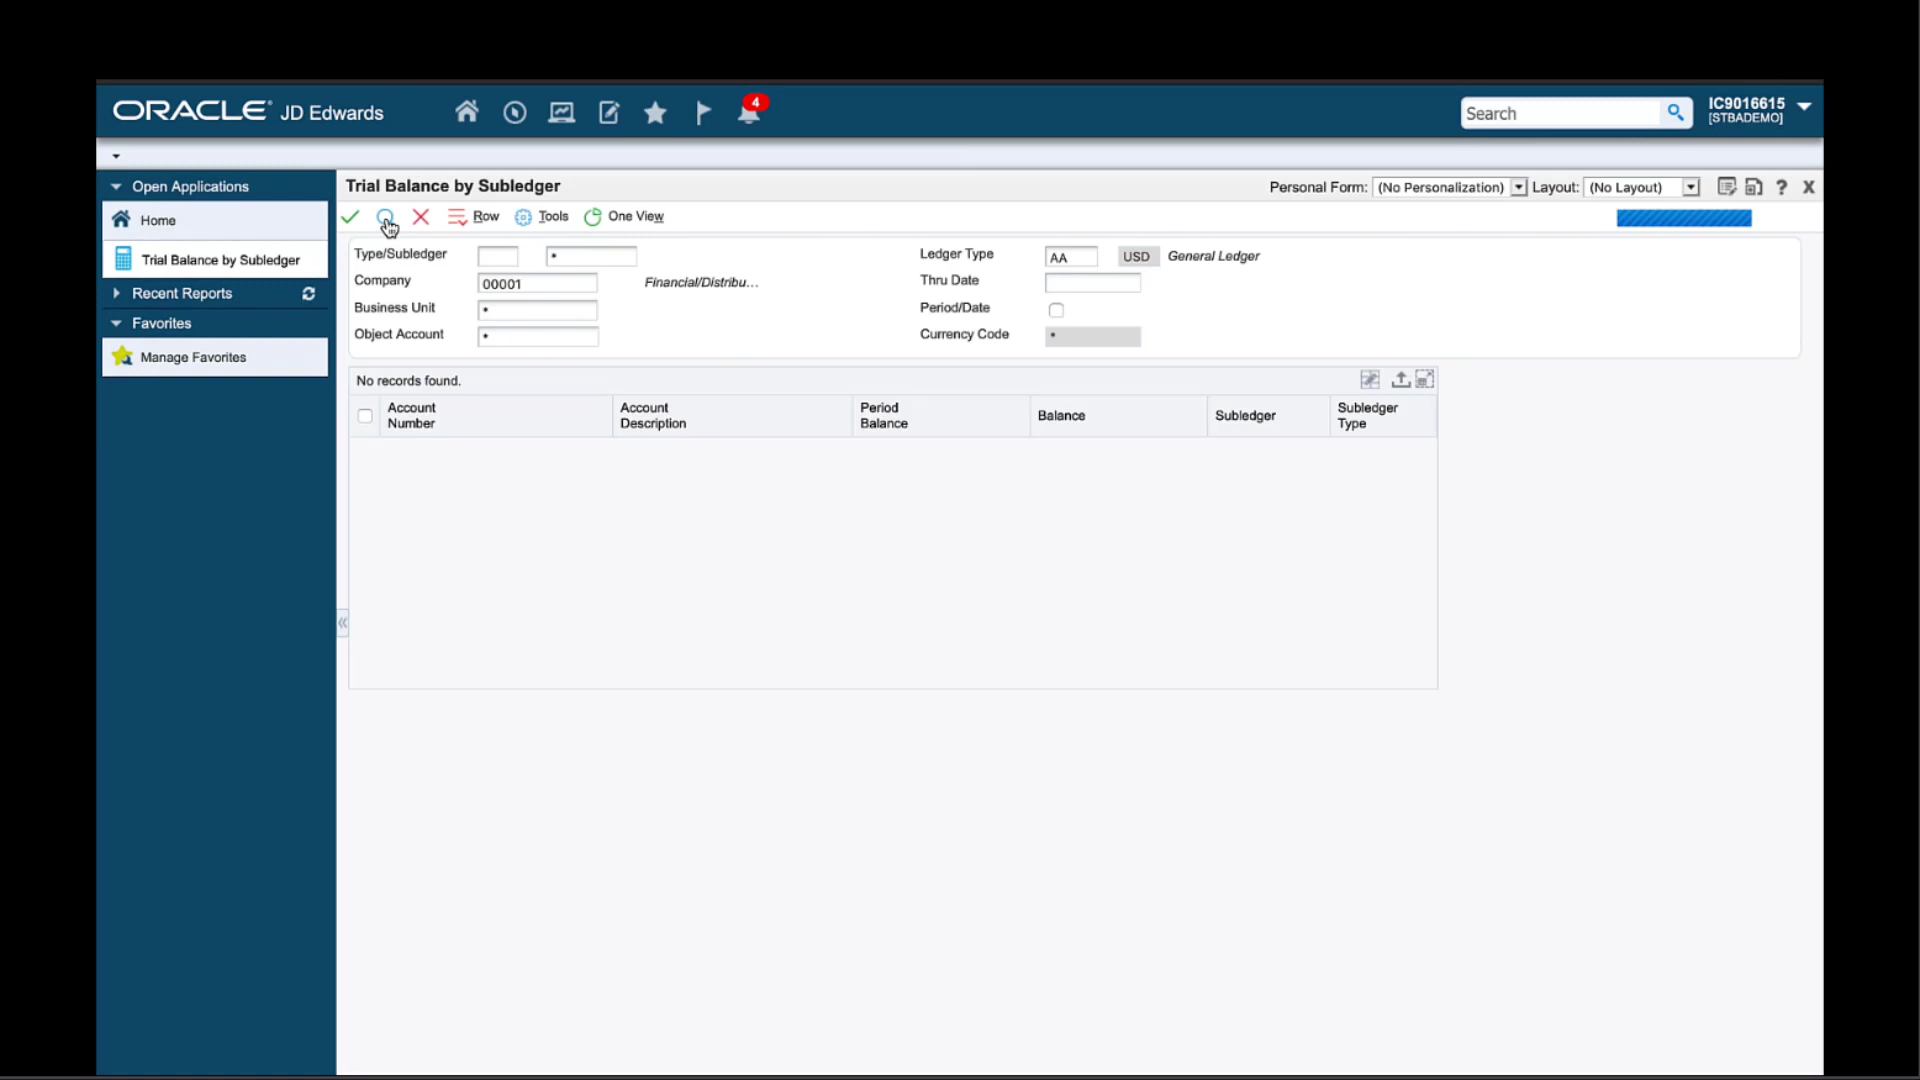 ORACLE JD Edwards
4
Search
IC9016615
[STBADEMO]
Open Applications
Home
Trial Balance by Subledger
Recent Reports
Favorites
Manage Favorites
Trial Balance by Subledger
Personal Form: (No Personalization) Layout: (No Layout) ? X
Row Tools One View
Type/Subledger *
Company 00001 Financial/Distribu...
Business Unit *
Object Account *
Ledger Type AA USD General Ledger
Thru Date
Period/Date
Currency Code *
No records found.
Account Number
Account Description
Period Balance
Balance
Subledger
Subledger Type